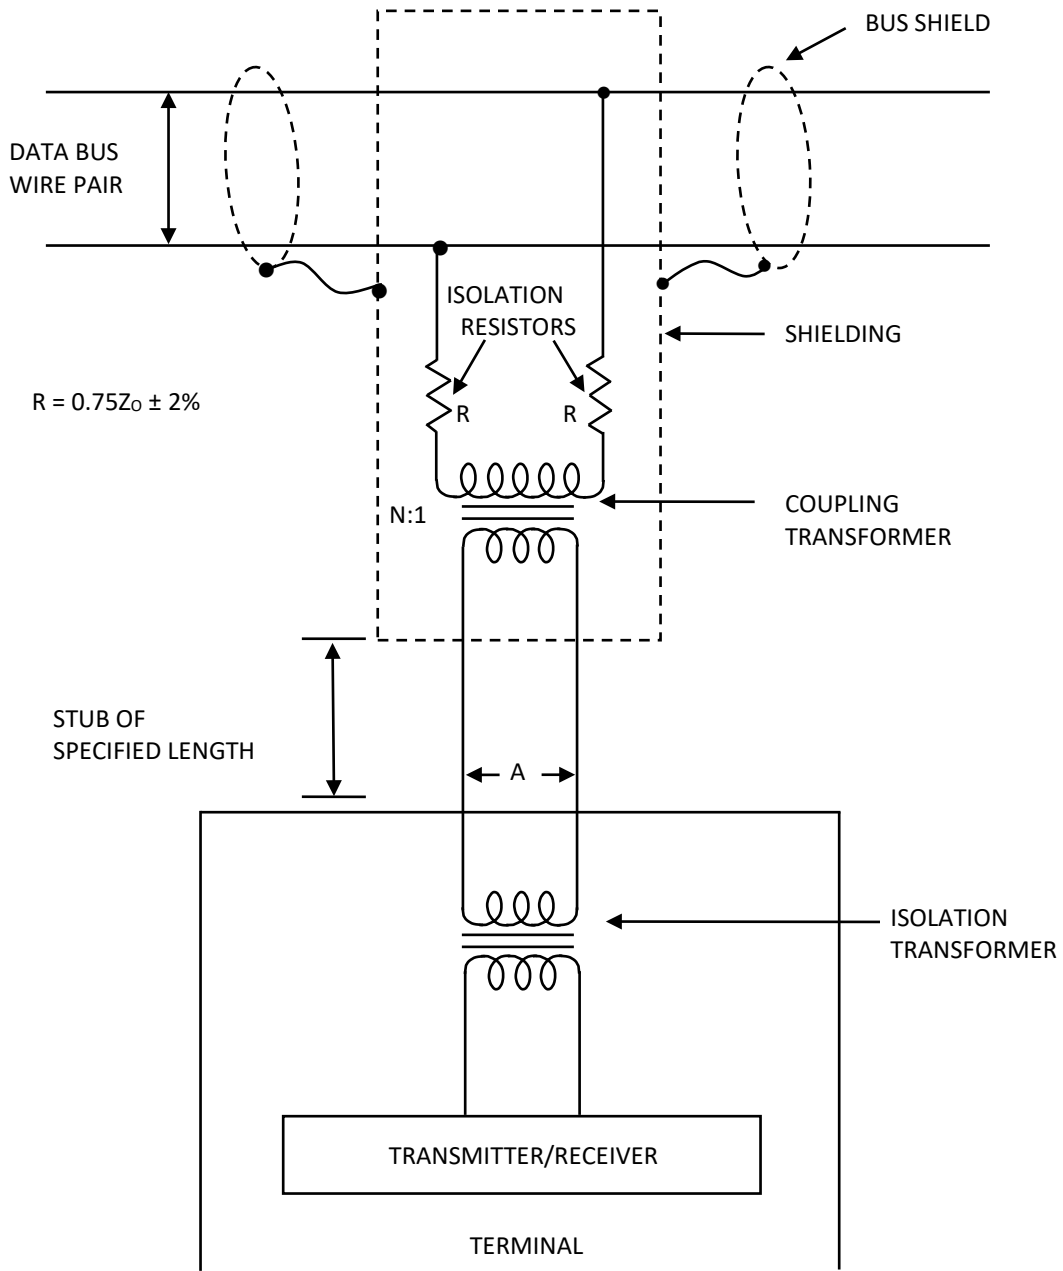 BUS SHIELD
DATA BUS
WIRE PAIR
ISOLATION
RESISTORS
SHIELDING
R = 0.75Zₒ ± 2%
R
R
N:1
COUPLING
TRANSFORMER
STUB OF
SPECIFIED LENGTH
A
ISOLATION
TRANSFORMER
TRANSMITTER/RECEIVER
TERMINAL